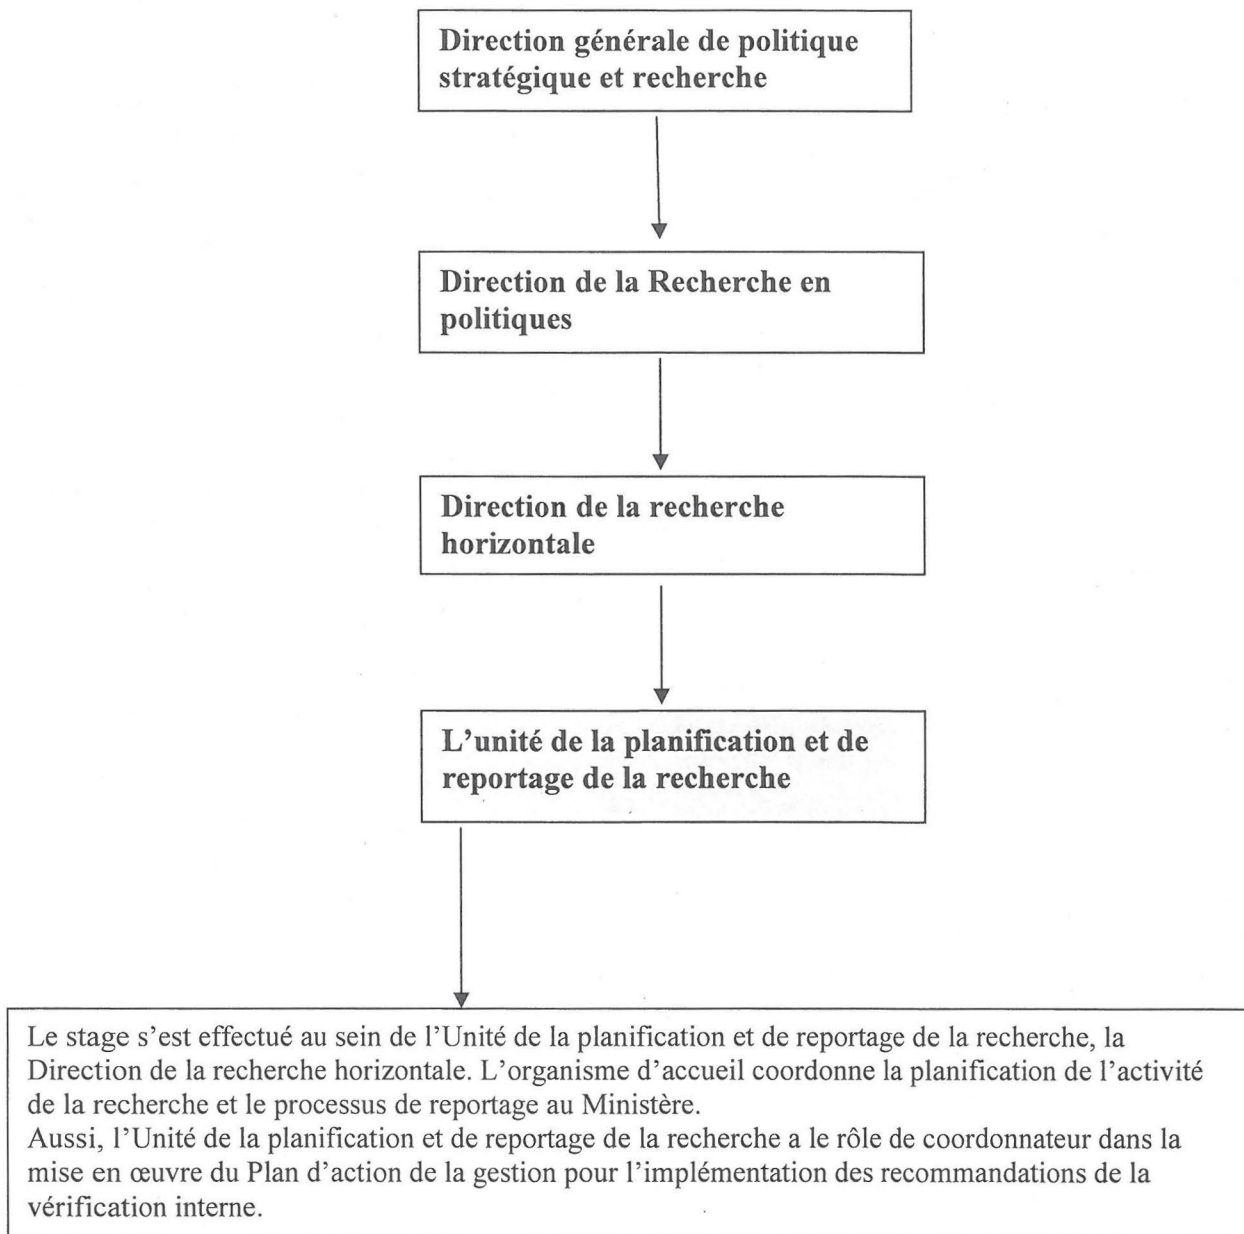 Direction générale de politique
stratégique et recherche
Direction de la Recherche en
politiques
Direction de la recherche
horizontale
L’unité de la planification et de
reportage de la recherche
Le stage s’est effectué au sein de l’Unité de la planification et de reportage de la recherche, la
Direction de la recherche horizontale. L’organisme d’accueil coordonne la planification de l’activité
de la recherche et le processus de reportage au Ministère.
Aussi, l’Unité de la planification et de reportage de la recherche a le rôle de coordonnateur dans la
mise en œuvre du Plan d’action de la gestion pour l’implémentation des recommandations de la
vérification interne.